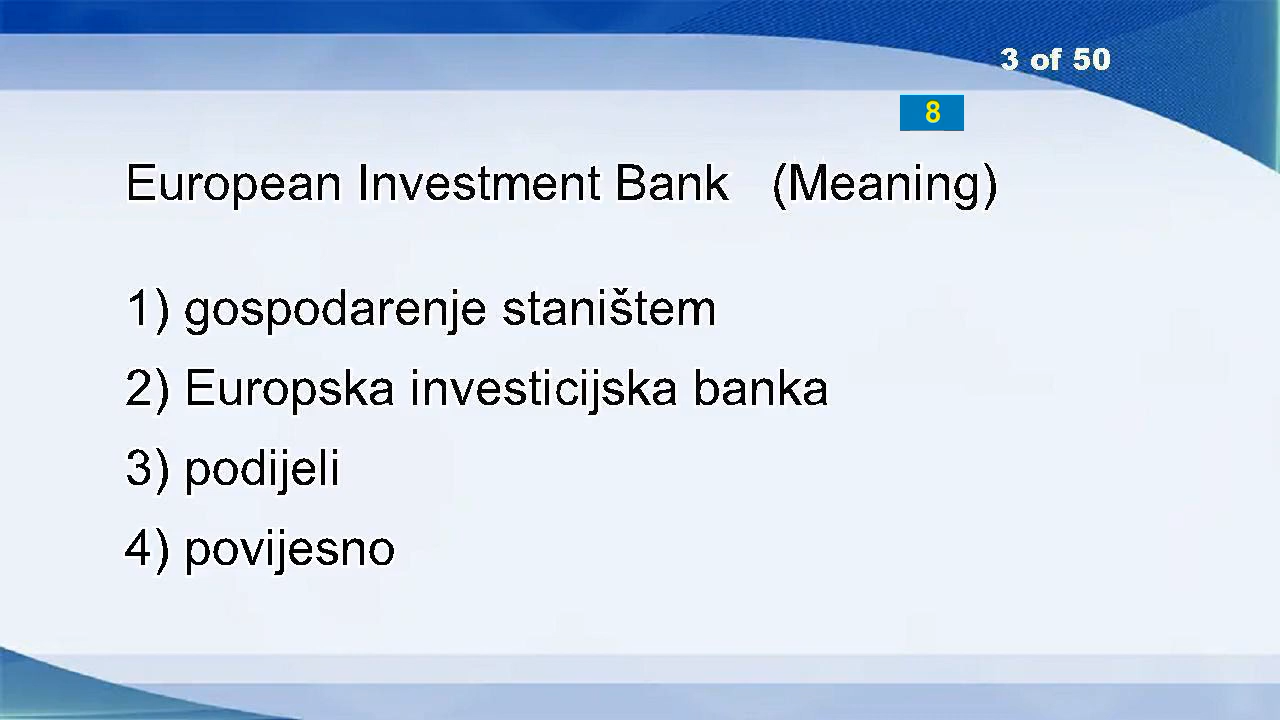 3 of 50
8
European Investment Bank (Meaning)
1) gospodarenje staništem
2) Europska investicijska banka
3) podijeli
4) povijesno